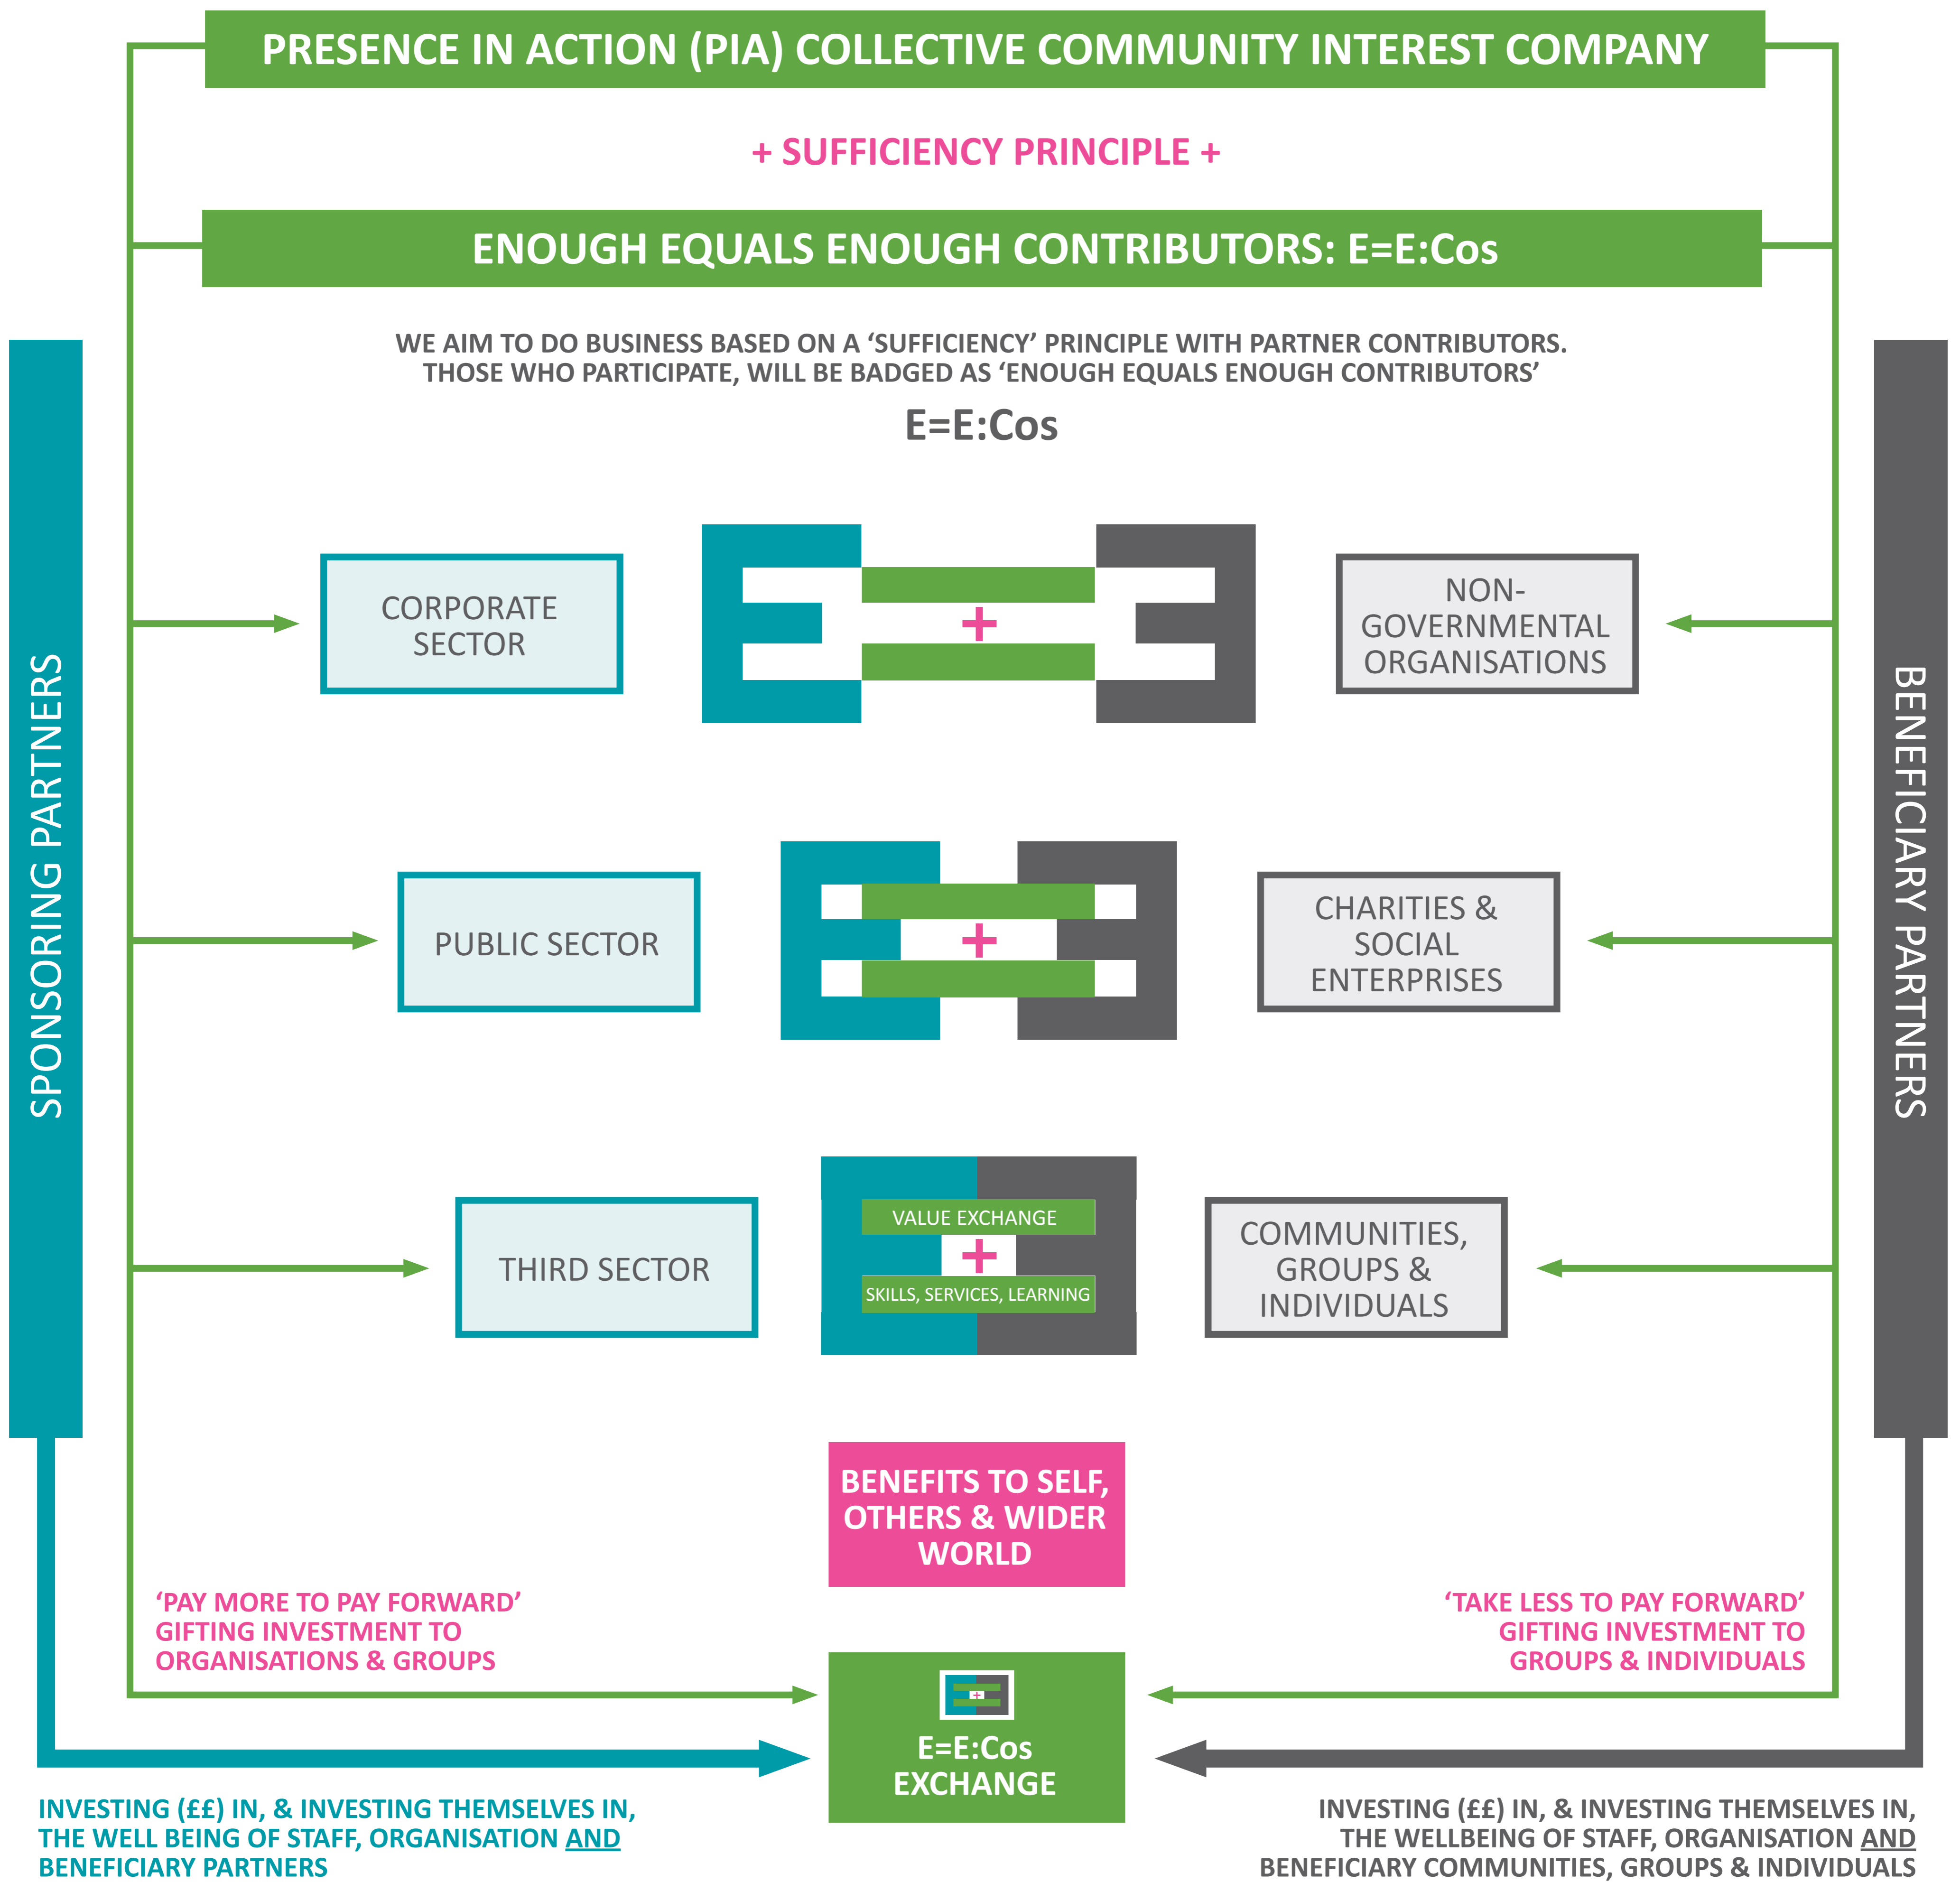 PRESENCE IN ACTION (PIA) COLLECTIVE COMMUNITY INTEREST COMPANY
+ SUFFICIENCY PRINCIPLE +
ENOUGH EQUALS ENOUGH CONTRIBUTORS: E=E:Cos
WE AIM TO DO BUSINESS BASED ON A ‘SUFFICIENCY’ PRINCIPLE WITH PARTNER CONTRIBUTORS.
THOSE WHO PARTICIPATE, WILL BE BADGED AS ‘ENOUGH EQUALS ENOUGH CONTRIBUTORS’
E=E:Cos
SPONSORING PARTNERS
CORPORATE
SECTOR
+
NON-
GOVERNMENTAL
ORGANISATIONS
BENEFICIARY PARTNERS
PUBLIC SECTOR
+
CHARITIES &
SOCIAL
ENTERPRISES
THIRD SECTOR
VALUE EXCHANGE
+
SKILLS, SERVICES, LEARNING
COMMUNITIES,
GROUPS &
INDIVIDUALS
BENEFITS TO SELF,
OTHERS & WIDER
WORLD
‘PAY MORE TO PAY FORWARD’
GIFTING INVESTMENT TO
ORGANISATIONS & GROUPS
‘TAKE LESS TO PAY FORWARD’
GIFTING INVESTMENT TO
GROUPS & INDIVIDUALS
+
E=E:Cos
EXCHANGE
INVESTING (££) IN, & INVESTING THEMSELVES IN,
THE WELL BEING OF STAFF, ORGANISATION AND
BENEFICIARY PARTNERS
INVESTING (££) IN, & INVESTING THEMSELVES IN,
THE WELLBEING OF STAFF, ORGANISATION AND
BENEFICIARY COMMUNITIES, GROUPS & INDIVIDUALS